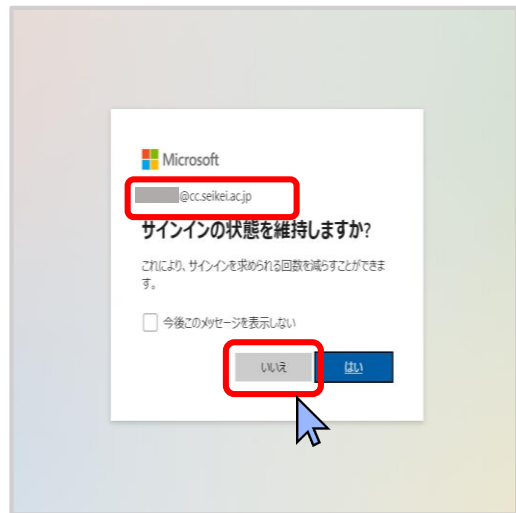 Microsoft
@cc.seikei.ac.jp
サインインの状態を維持しますか?
これにより、サインインを求められる回数を減らすことができま
す。
今後このメッセージを表示しない
いいえ
はい